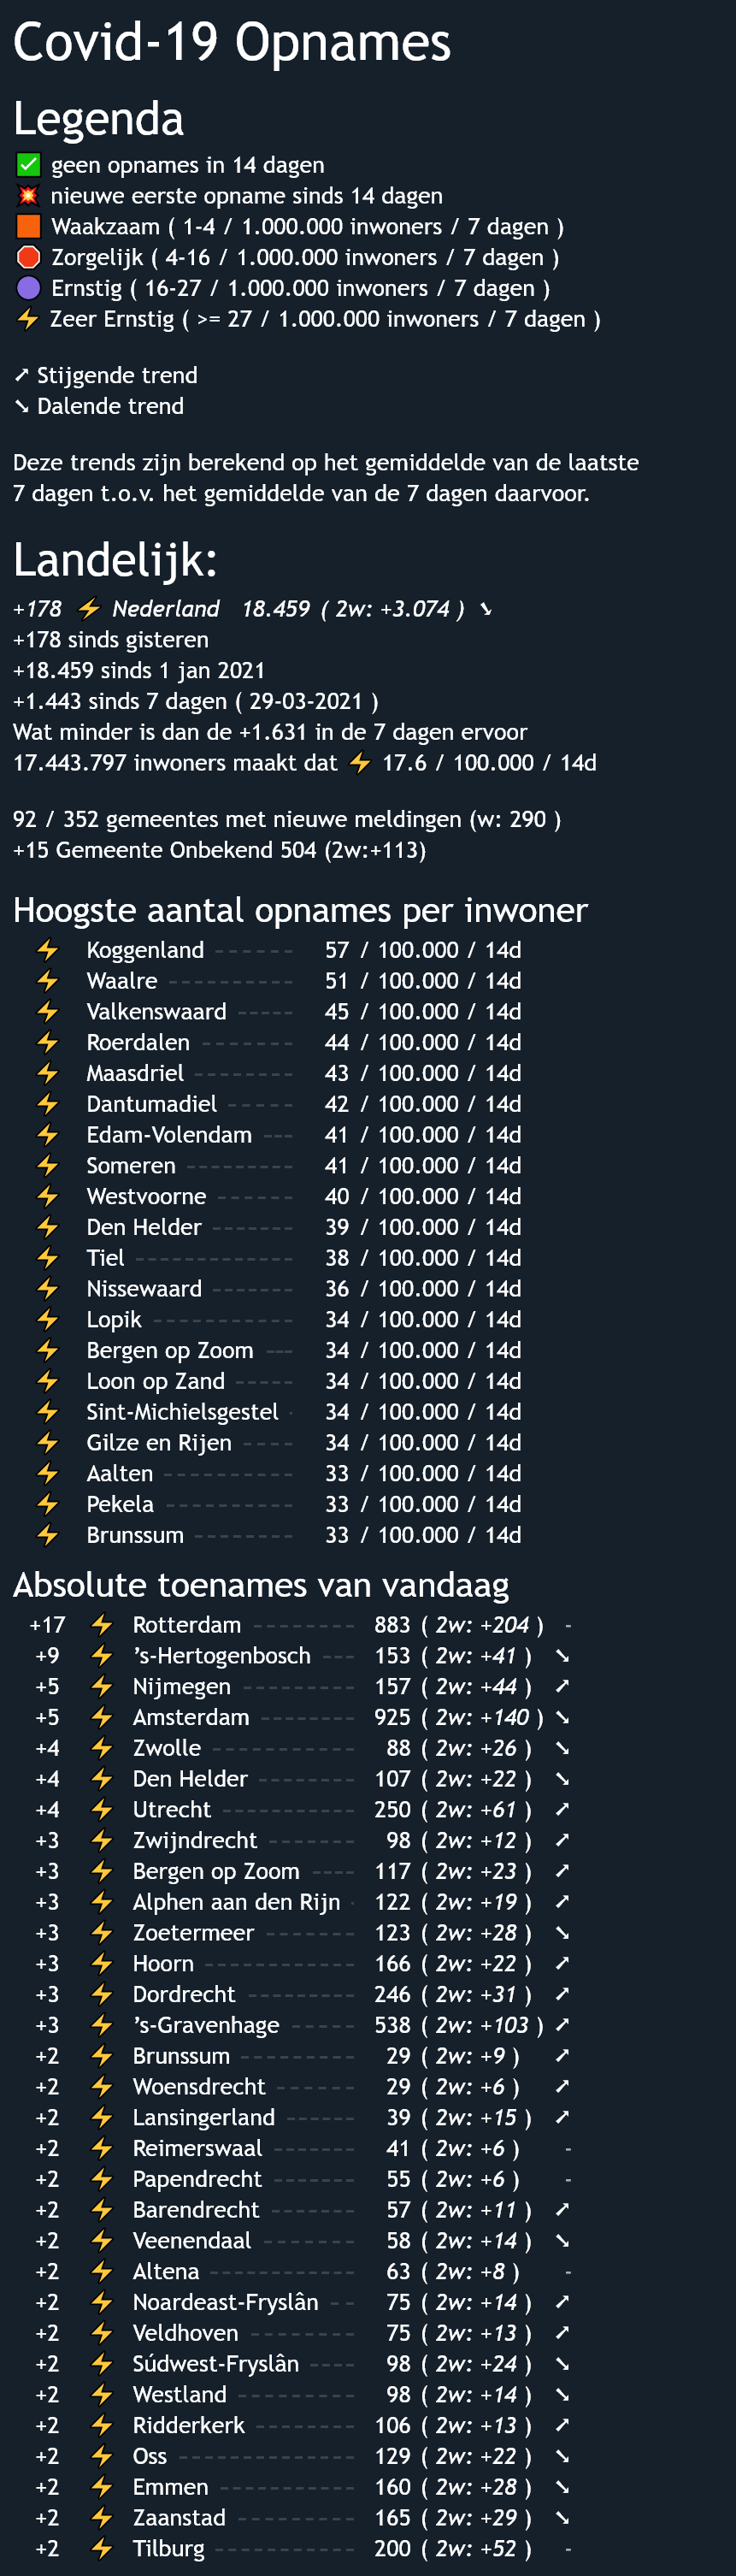 Covid-19 Opnames
Legenda
✅ geen opnames in 14 dagen
💥 nieuwe eerste opname sinds 14 dagen
🟧 Waakzaam ( 1-4 / 1.000.000 inwoners / 7 dagen )
🛑 Zorgelijk ( 4-16 / 1.000.000 inwoners / 7 dagen )
🟣 Ernstig ( 16-27 / 1.000.000 inwoners / 7 dagen )
⚡ Zeer Ernstig ( >= 27 / 1.000.000 inwoners / 7 dagen )
➚ Stijgende trend
➘ Dalende trend
Deze trends zijn berekend op het gemiddelde van de laatste
7 dagen t.o.v. het gemiddelde van de 7 dagen daarvoor.
Landelijk:
+178 ⚡ Nederland 18.459 ( 2w: +3.074 ) ➘
+178 sinds gisteren
+18.459 sinds 1 jan 2021
+1.443 sinds 7 dagen ( 29-03-2021 )
Wat minder is dan de +1.631 in de 7 dagen ervoor
17.443.797 inwoners maakt dat ⚡ 17.6 / 100.000 / 14d
92 / 352 gemeentes met nieuwe meldingen (w: 290 )
+15 Gemeente Onbekend 504 (2w:+113)
Hoogste aantal opnames per inwoner
⚡ Koggenland ------ 57 / 100.000 / 14d
⚡ Waalre ---------- 51 / 100.000 / 14d
⚡ Valkenswaard ----- 45 / 100.000 / 14d
⚡ Roerdalen ------- 44 / 100.000 / 14d
⚡ Maasdriel -------- 43 / 100.000 / 14d
⚡ Dantumadiel ----- 42 / 100.000 / 14d
⚡ Edam-Volendam --- 41 / 100.000 / 14d
⚡ Someren --------- 41 / 100.000 / 14d
⚡ Westvoorne ------ 40 / 100.000 / 14d
⚡ Den Helder ------- 39 / 100.000 / 14d
⚡ Tiel ------------- 38 / 100.000 / 14d
⚡ Nissewaard ------- 36 / 100.000 / 14d
⚡ Lopik ----------- 34 / 100.000 / 14d
⚡ Bergen op Zoom --- 34 / 100.000 / 14d
⚡ Loon op Zand ----- 34 / 100.000 / 14d
⚡ Sint-Michielsgestel - 34 / 100.000 / 14d
⚡ Gilze en Rijen ---- 34 / 100.000 / 14d
⚡ Aalten ---------- 33 / 100.000 / 14d
⚡ Pekela ---------- 33 / 100.000 / 14d
⚡ Brunssum -------- 33 / 100.000 / 14d
Absolute toenames van vandaag
+17 ⚡ Rotterdam -------- 883 ( 2w: +204 ) -
+9 ⚡ 's-Hertogenbosch --- 153 ( 2w: +41 ) ➘
+5 ⚡ Nijmegen --------- 157 ( 2w: +44 ) ➚
+5 ⚡ Amsterdam -------- 925 ( 2w: +140 ) ➘
+4 ⚡ Zwolle ----------- 88 ( 2w: +26 ) ➘
+4 ⚡ Den Helder -------- 107 ( 2w: +22 ) ➘
+4 ⚡ Utrecht ---------- 250 ( 2w: +61 ) ➚
+3 ⚡ Zwijndrecht ------- 98 ( 2w: +12 ) ➚
+3 ⚡ Bergen op Zoom ---- 117 ( 2w: +23 ) ➚
+3 ⚡ Alphen aan den Rijn - 122 ( 2w: +19 ) ➚
+3 ⚡ Zoetermeer ------- 123 ( 2w: +28 ) ➘
+3 ⚡ Hoorn ------------ 166 ( 2w: +22 ) ➚
+3 ⚡ Dordrecht --------- 246 ( 2w: +31 ) ➚
+3 ⚡ 's-Gravenhage ----- 538 ( 2w: +103 ) ➚
+2 ⚡ Brunssum --------- 29 ( 2w: +9 ) ➚
+2 ⚡ Woensdrecht ------ 29 ( 2w: +6 ) ➚
+2 ⚡ Lansingerland ------ 39 ( 2w: +15 ) ➚
+2 ⚡ Reimerswaal ------- 41 ( 2w: +6 ) -
+2 ⚡ Papendrecht ------- 55 ( 2w: +6 ) -
+2 ⚡ Barendrecht ------- 57 ( 2w: +11 ) ➚
+2 ⚡ Veenendaal ------- 58 ( 2w: +14 ) ➘
+2 ⚡ Altena ----------- 63 ( 2w: +8 ) -
+2 ⚡ Noardeast-Fryslân -- 75 ( 2w: +14 ) ➚
+2 ⚡ Veldhoven -------- 75 ( 2w: +13 ) ➚
+2 ⚡ Súdwest-Fryslân ---- 98 ( 2w: +24 ) ➘
+2 ⚡ Westland --------- 98 ( 2w: +14 ) ➘
+2 ⚡ Ridderkerk -------- 106 ( 2w: +13 ) ➚
+2 ⚡ Oss -------------- 129 ( 2w: +22 ) ➘
+2 ⚡ Emmen ----------- 160 ( 2w: +28 ) ➘
+2 ⚡ Zaanstad --------- 165 ( 2w: +29 ) ➘
+2 ⚡ Tilburg ----------- 200 ( 2w: +52 ) -